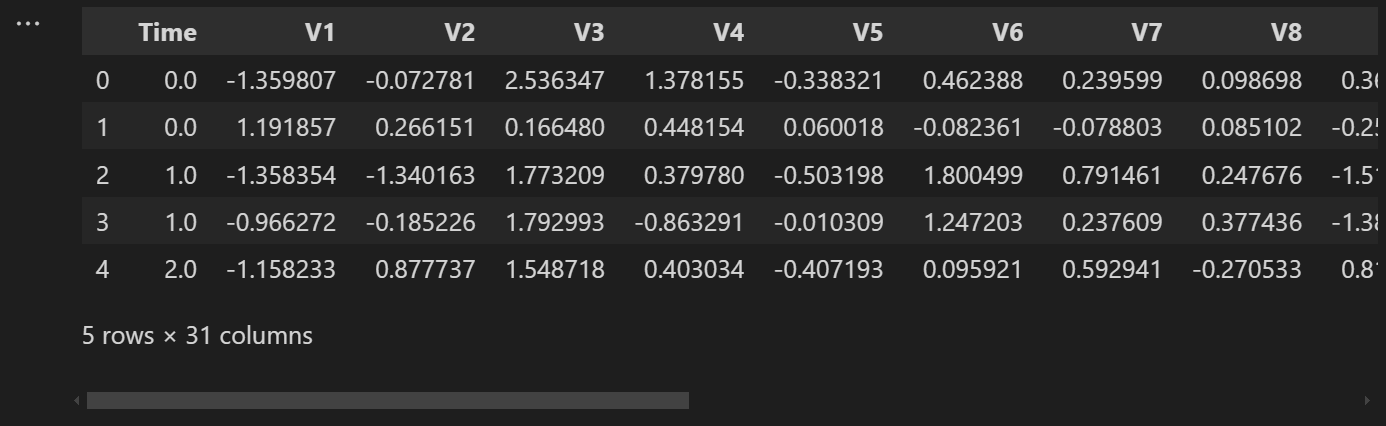 ... Time V1 V2 V3 V4 V5 V6 V7 V8
0 0.0 -1.359807 -0.072781 2.536347 1.378155 -0.338321 0.462388 0.239599 0.098698
1 0.0 1.191857 0.266151 0.166480 0.448154 0.060018 -0.082361 -0.078803 0.085102
2 1.0 -1.358354 -1.340163 1.773209 0.379780 -0.503198 1.800499 0.791461 0.247676
3 1.0 -0.966272 -0.185226 1.792993 -0.863291 -0.010309 1.247203 0.237609 0.377436
4 2.0 -1.158233 0.877737 1.548718 0.403034 -0.407193 0.095921 0.592941 -0.270533
5 rows × 31 columns